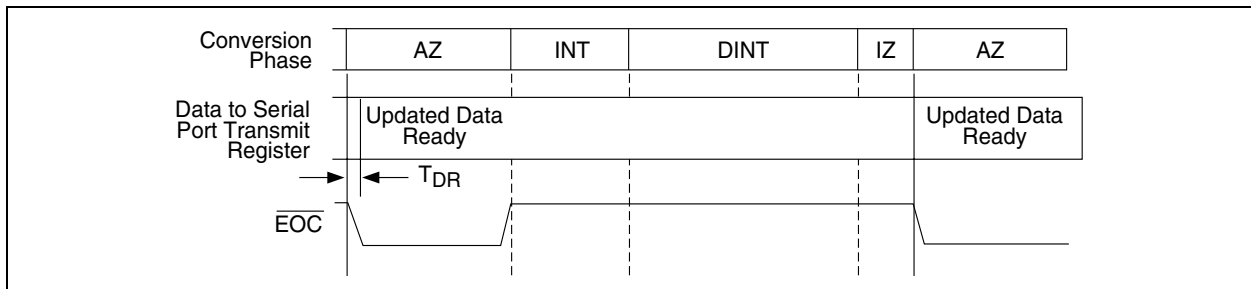 Conversion
Phase
AZ
INT
DINT
IZ
AZ
Data to Serial
Port Transmit
Register
Updated Data
Ready
Updated Data
Ready
TDR
EOC